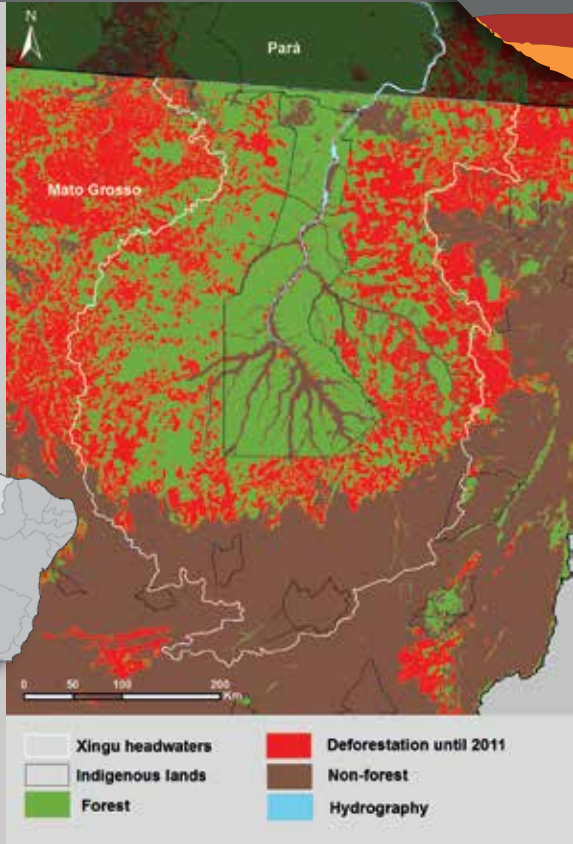 N
Pará
Mato Grosso
0 50 100 200
Km
Xingu headwaters
Indigenous lands
Forest
Deforestation until 2011
Non-forest
Hydrography